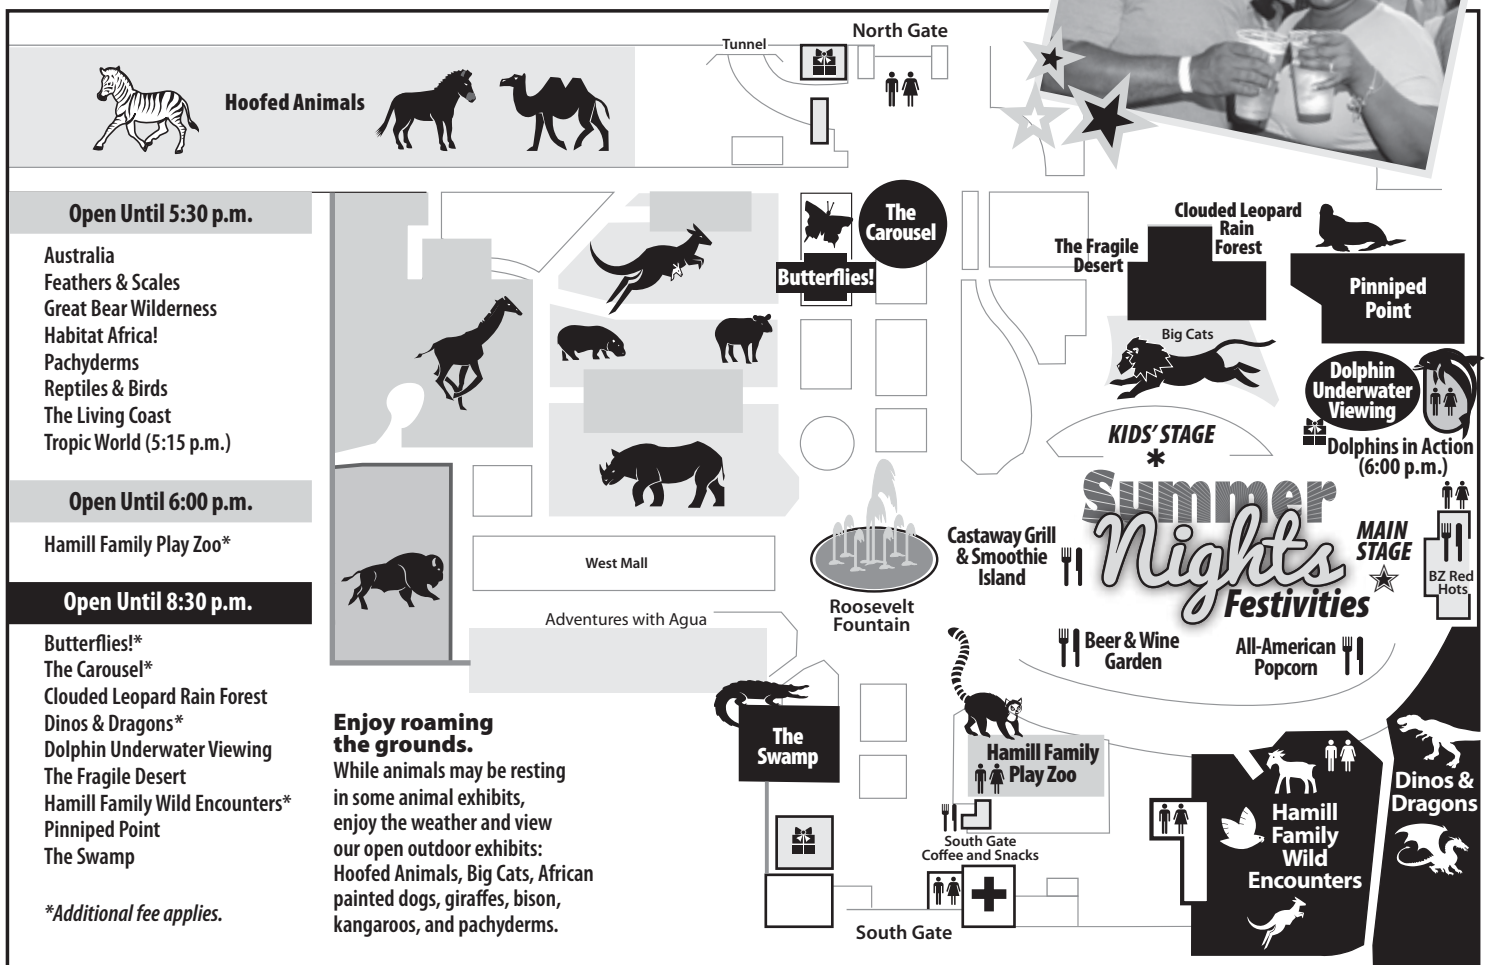 North Gate
Tunnel
Hoofed Animals
Open Until 5:30 p.m.
Australia
Feathers & Scales
Great Bear Wilderness
Habitat Africa!
Pachyderms
Reptiles & Birds
The Living Coast
Tropic World (5:15 p.m.)
Open Until 6:00 p.m.
Hamill Family Play Zoo*
Open Until 8:30 p.m.
Butterflies!*
The Carousel*
Clouded Leopard Rain Forest
Dinos & Dragons*
Dolphin Underwater Viewing
The Fragile Desert
Hamill Family Wild Encounters*
Pinniped Point
The Swamp
*Additional fee applies.
Enjoy roaming
the grounds.
While animals may be resting
in some animal exhibits,
enjoy the weather and view
our open outdoor exhibits:
Hoofed Animals, Big Cats, African
painted dogs, giraffes, bison,
kangaroos, and pachyderms.
The
Carousel
Butterflies!
The Fragile
Desert
Clouded Leopard
Rain
Forest
Pinniped
Point
Big Cats
Dolphin
Underwater
Viewing
Dolphins in Action
(6:00 p.m.)
KIDS' STAGE
*
Summer
Nights
Festivities
MAIN
STAGE
BZ Red
Hots
Castaway Grill
& Smoothie
Island
West Mall
Roosevelt
Fountain
Adventures with Agua
Beer & Wine
Garden
All-American
Popcorn
The
Swamp
Hamill Family
Play Zoo
South Gate
Coffee and Snacks
South Gate
Hamill
Family
Wild
Encounters
Dinos &
Dragons